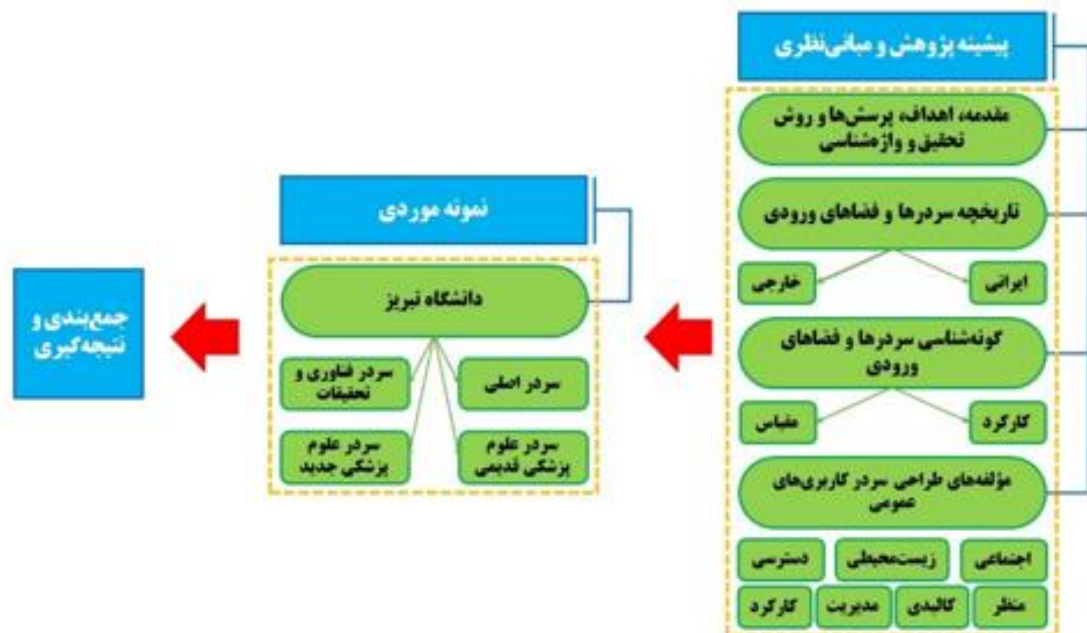 پیشینه پژوهش و مبانی‌نظری
مقدمه، اهداف، پرسش‌ها و روش
تحقیق و واژه‌شناسی
تاریخچه سردرها و فضاهای ورودی
ایرانی
خارجی
گونه‌شناسی سردرها و فضاهای
ورودی
کارکرد
مقیاس
مؤلفه‌های طراحی سردر کاربری‌های
عمومی
اجتماعی
زیست‌محیطی
دسترسی
منظر
کالبدی
مدیریت
کارکرد
نمونه موردی
دانشگاه تبریز
سردر اصلی
سردر فناوری و
تحقیقات
سردر علوم
پزشکی قدیمی
سردر علوم
پزشکی جدید
جمع‌بندی و
نتیجه‌گیری